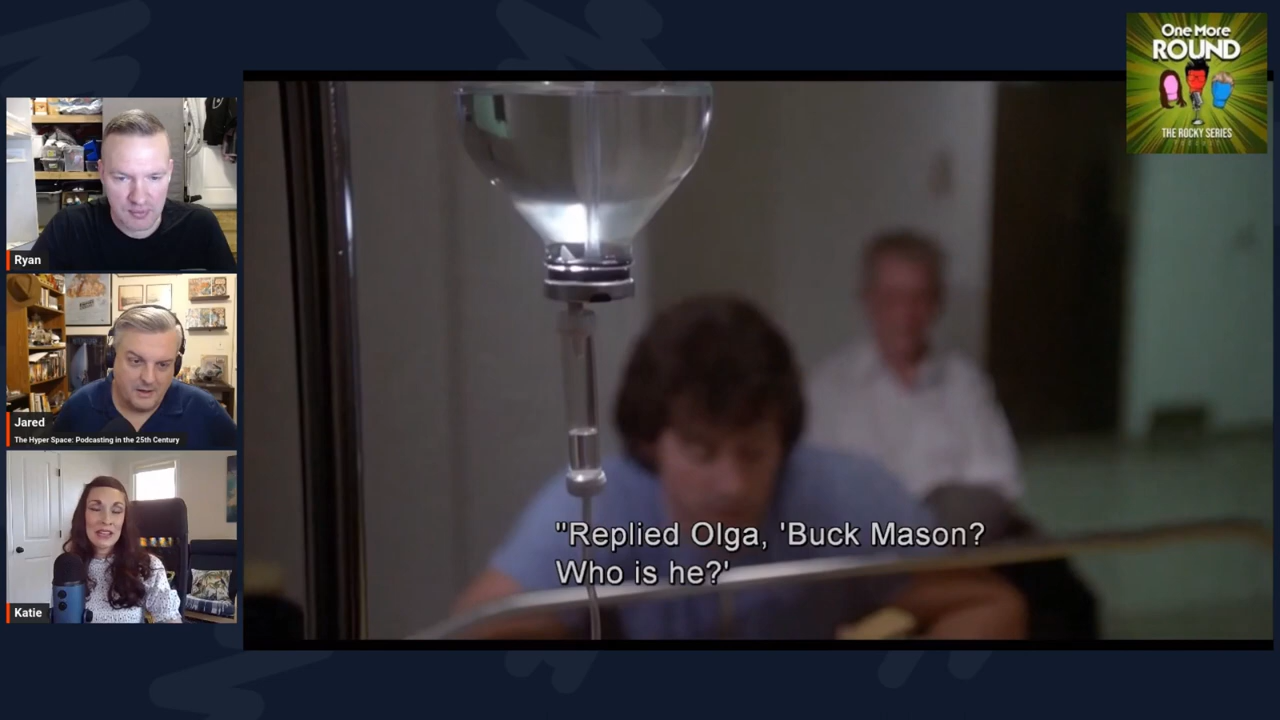 One More
ROUND
THE ROCKY SERIES
Ryan
Jared
The Hyper Space: Podcasting in the 25th Century
Katie
"Replied Olga, 'Buck Mason?
Who is he?'